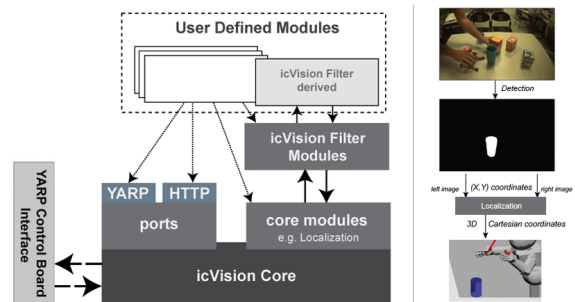 User Defined Modules
icVision Filter
derived
icVision Filter
Modules
YARP
HTTP
ports
core modules
e.g. Localization
icVision Core
YARP Control Board
Interface
Detection
(X,Y) coordinates
left image
right image
Localization
3D
Cartesian coordinates